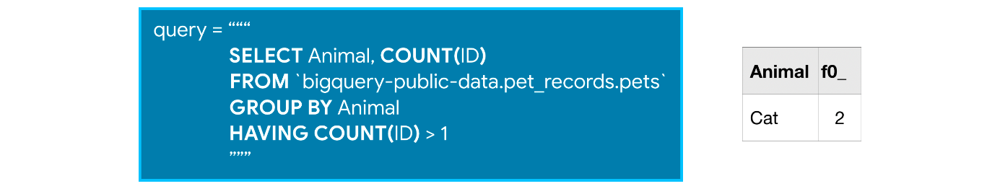 query = “““
SELECT Animal, COUNT(ID)
FROM `bigquery-public-data.pet_records.pets`
GROUP BY Animal
HAVING COUNT(ID) > 1
”””
Animal f0_
Cat 2